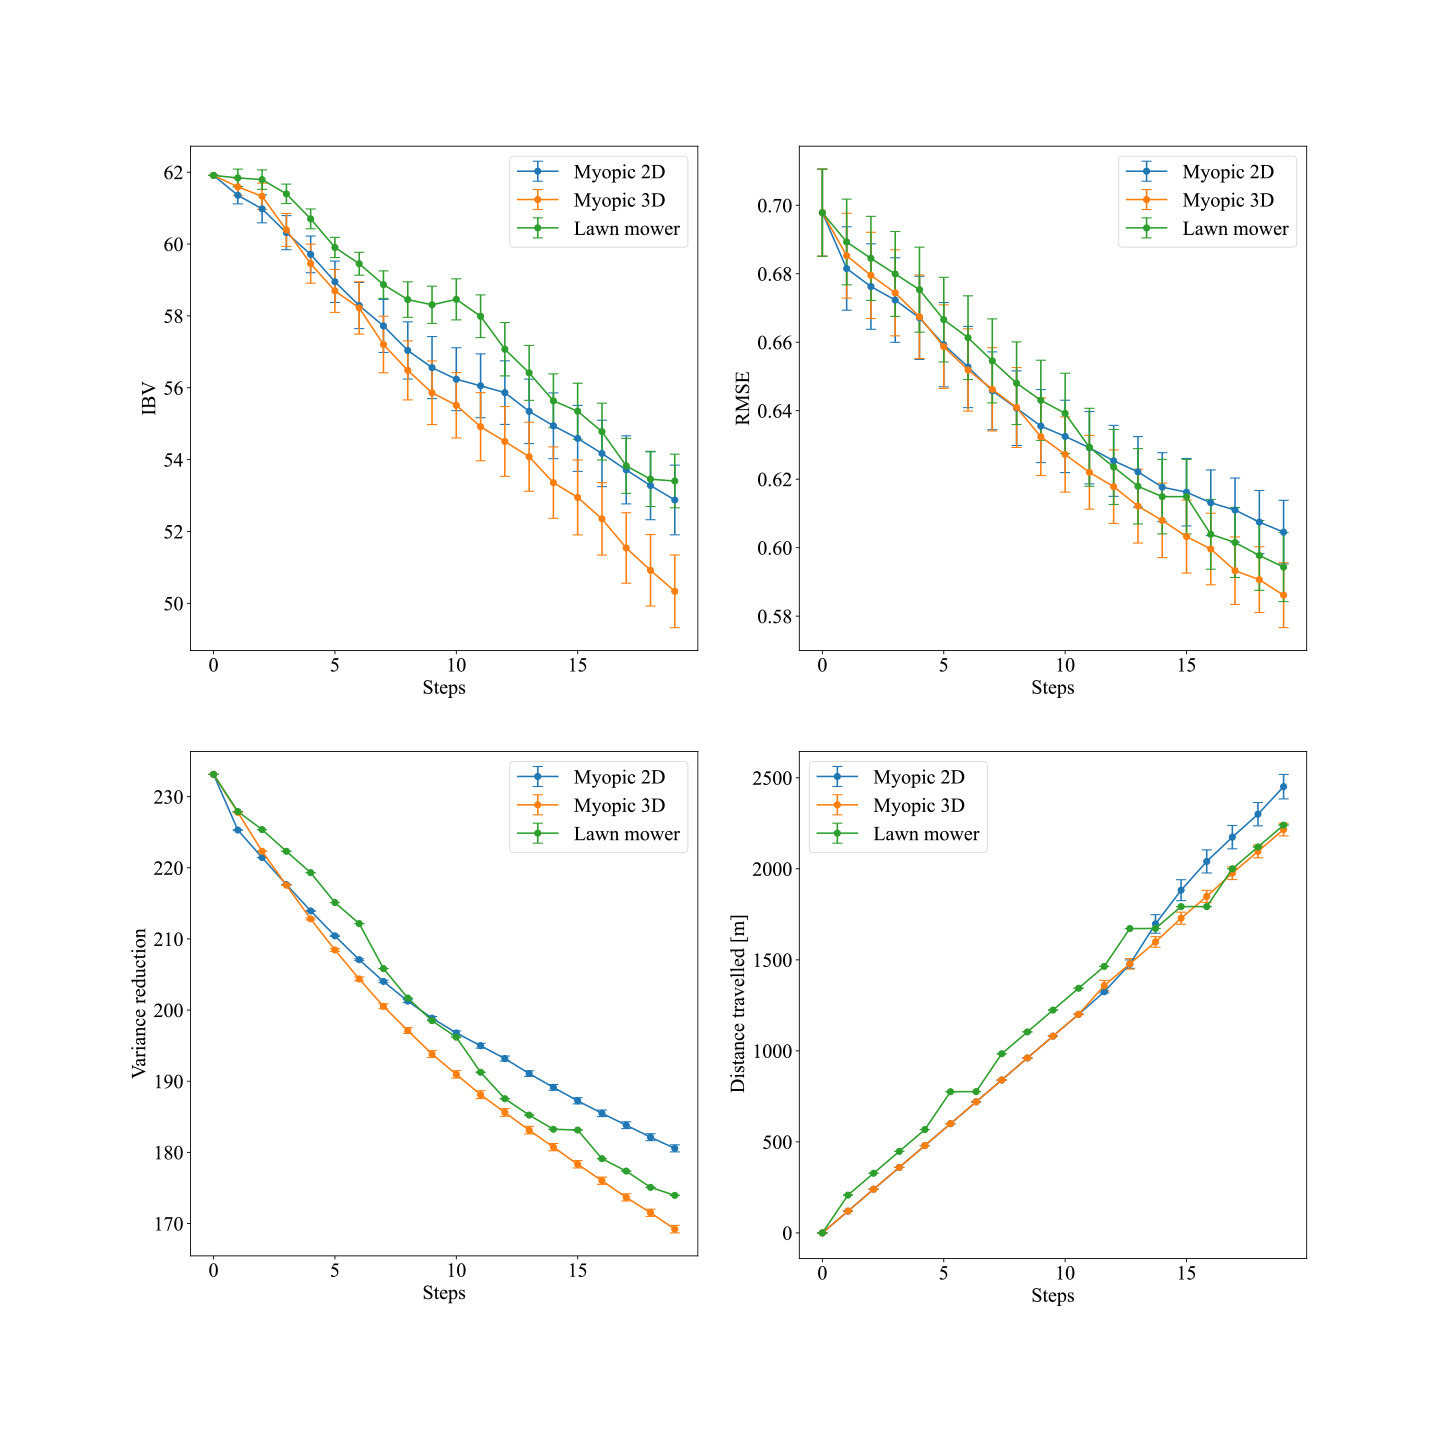 IBV
62
60
58
56
54
52
50
0 5 10 15
Steps
Myopic 2D
Myopic 3D
Lawn mower
RMSE
0.70
0.68
0.66
0.64
0.62
0.60
0.58
0 5 10 15
Steps
Myopic 2D
Myopic 3D
Lawn mower
Variance reduction
230
220
210
200
190
180
170
0 5 10 15
Steps
Myopic 2D
Myopic 3D
Lawn mower
Distance travelled [m]
2500
2000
1500
1000
500
0
0 5 10 15
Steps
Myopic 2D
Myopic 3D
Lawn mower